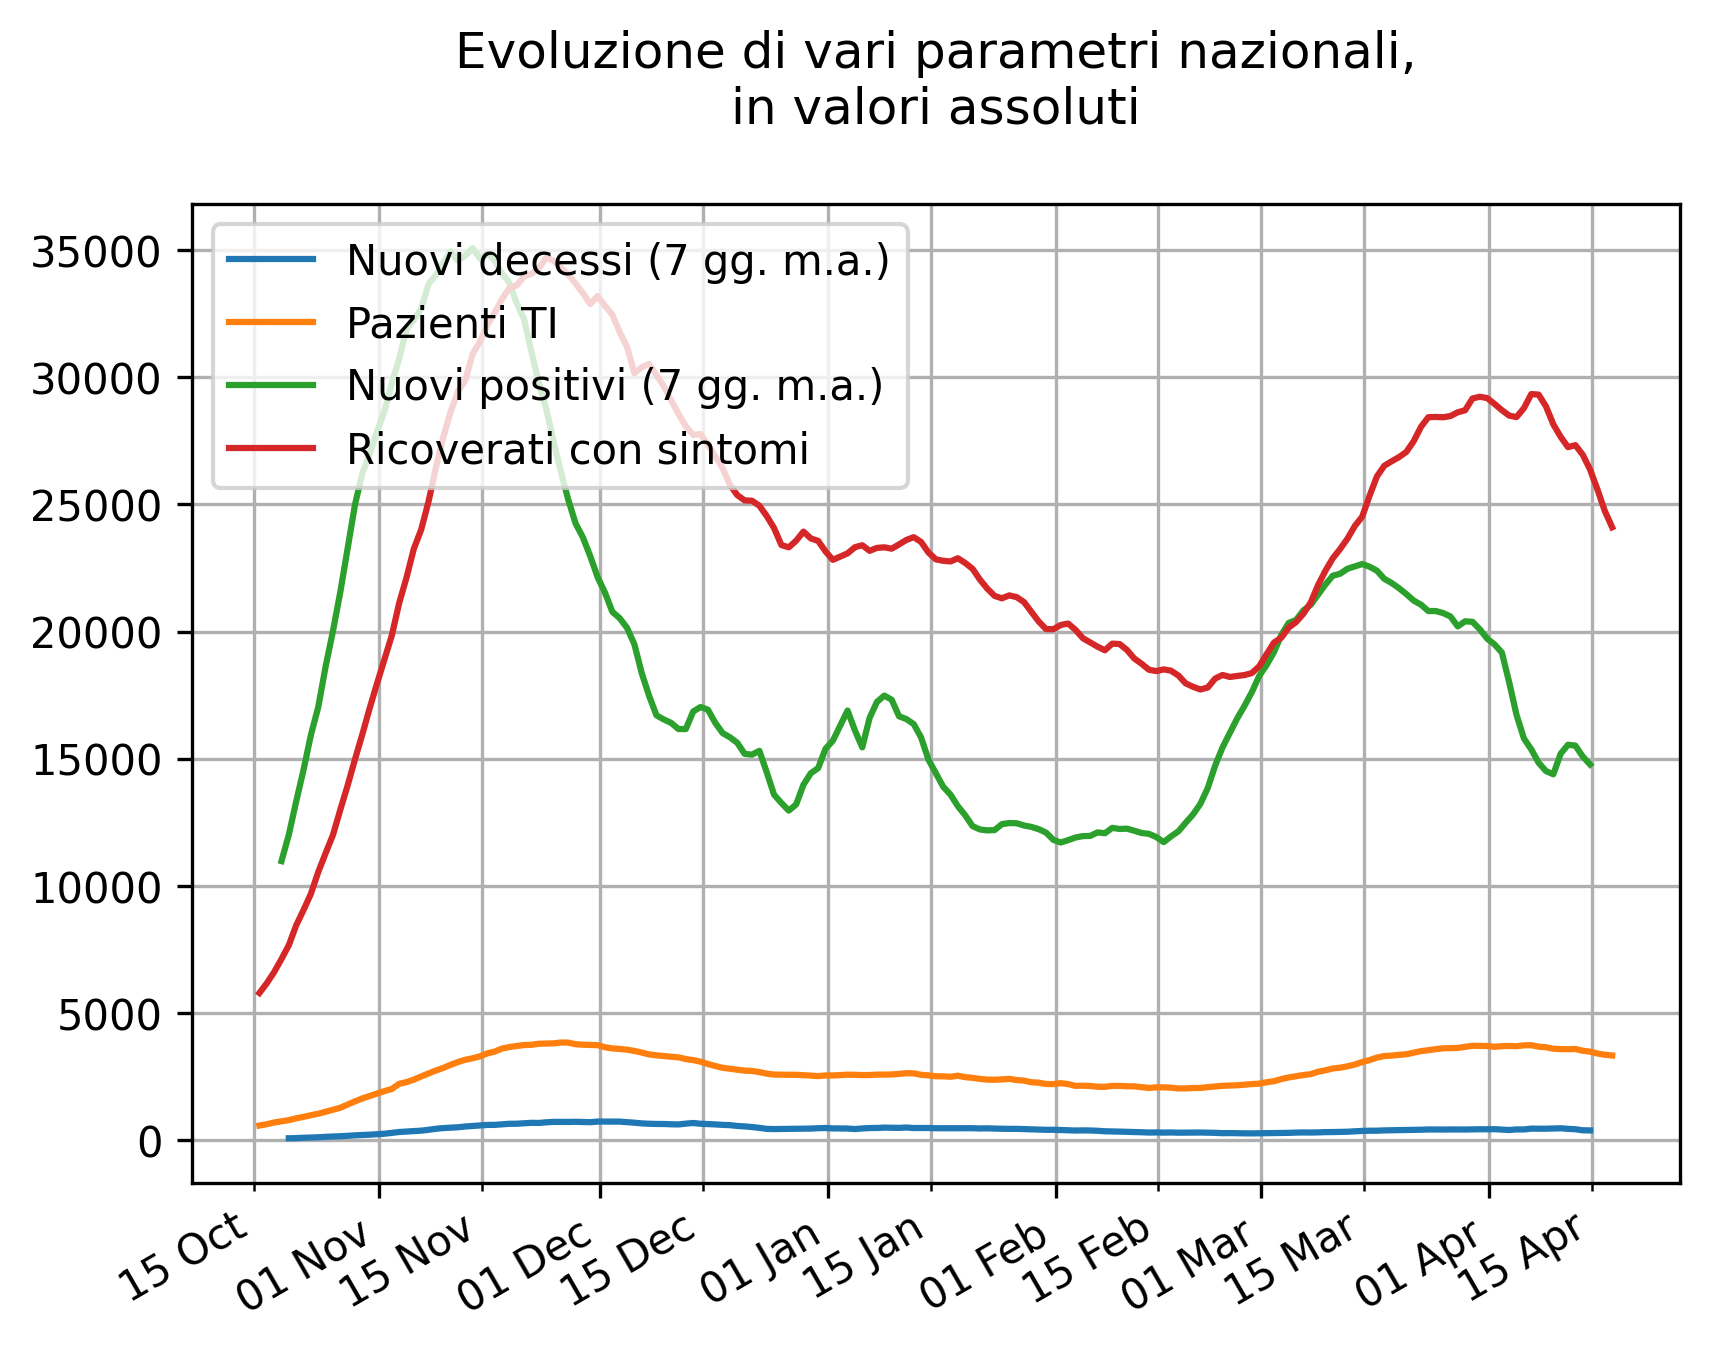 Evoluzione di vari parametri nazionali,
in valori assoluti
35000
30000
25000
20000
15000
10000
5000
0
Nuovi decessi (7 gg. m.a.)
Pazienti TI
Nuovi positivi (7 gg. m.a.)
Ricoverati con sintomi
15 Oct
01 Nov
15 Nov
01 Dec
15 Dec
01 Jan
15 Jan
01 Feb
15 Feb
01 Mar
15 Mar
01 Apr
15 Apr